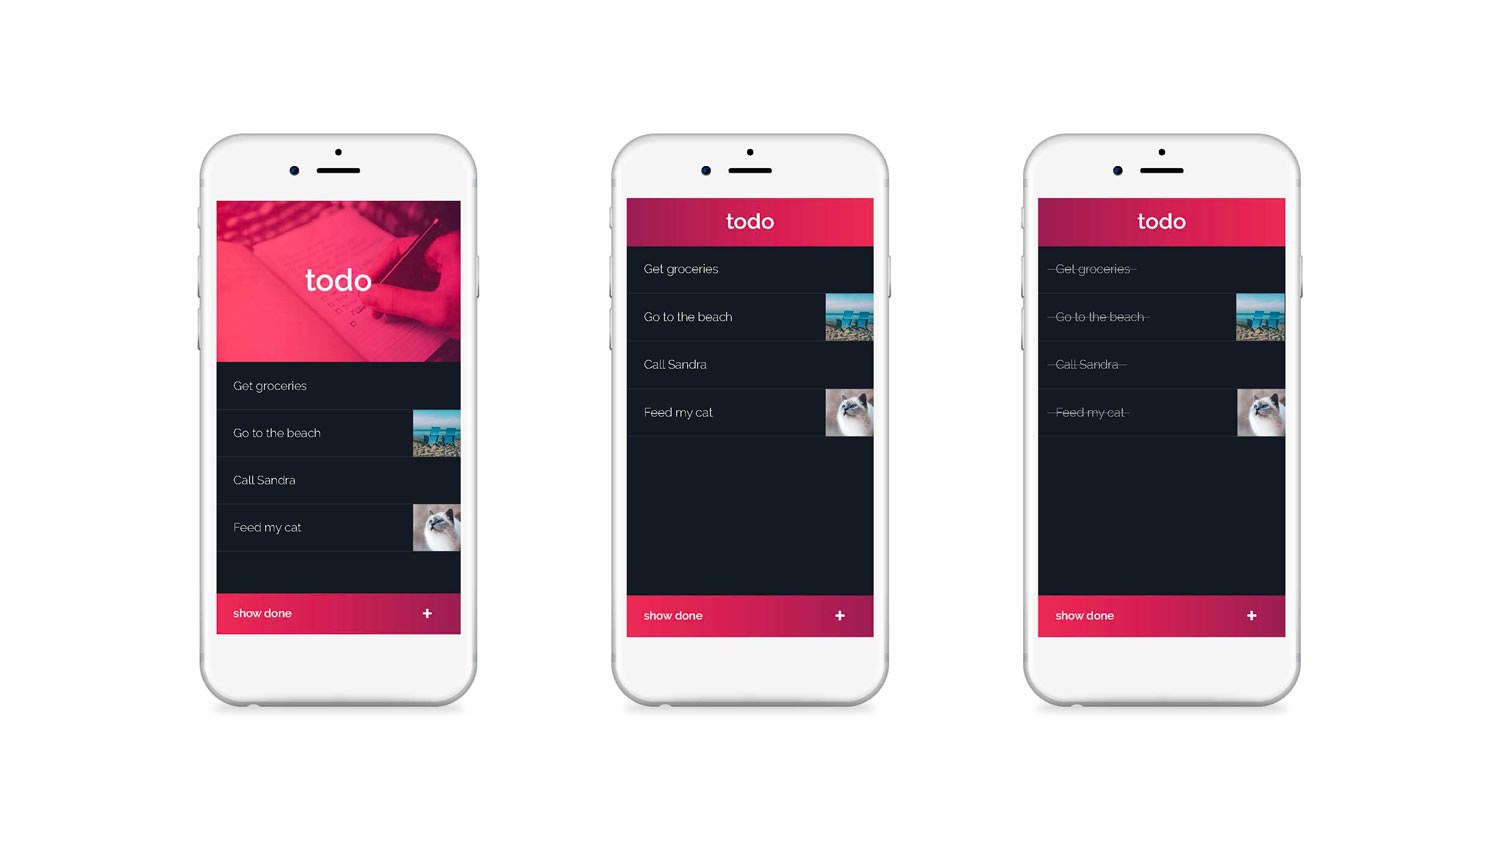 todo
Get groceries
Go to the beach
Call Sandra
Feed my cat
show done +
todo
Get groceries
Go to the beach
Call Sandra
Feed my cat
show done +
todo
Get groceries
Go to the beach
Call Sandra
Feed my cat
show done +